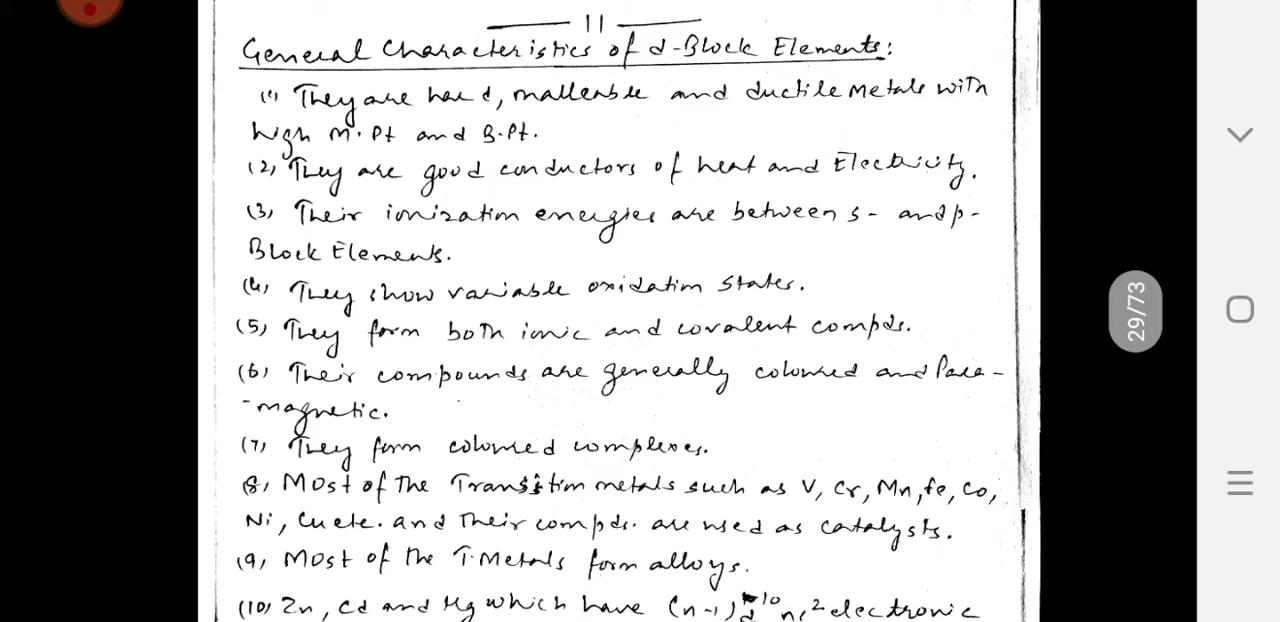 11
General Characteristics of d-Block Elements:
(1) They are hard, malleable and ductile metals with
high M.Pt and B.Pt.
(2) They are good conductors of heat and Electricity.
(3) Their ionization energies are between s- and p-
Block Elements.
(4) They show variable oxidation states.
(5) They form both ionic and covalent compds.
(6) Their compounds are generally coloured and Para-
-magnetic.
(7) They form coloured complexes.
(8) Most of the Transition metals such as V, Cr, Mn, Fe, Co,
Ni, Cu etc. and their compds. are used as catalysts.
(9) Most of the T.Metals form alloys.
(10) Zn, Cd and Hg which have (n-1)d10 ns2 electronic
29/73